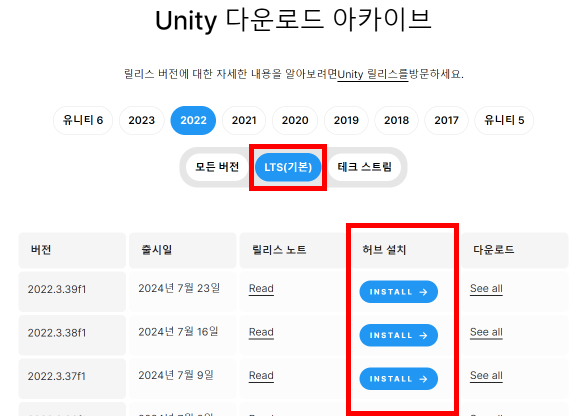 Unity 다운로드 아카이브
릴리스 버전에 대한 자세한 내용을 알아보려면Unity 릴리스를방문하세요.
유니티 6 2023 2022 2021 2020 2019 2018 2017 유니티 5
모든 버전 LTS(기본) 테크 스트림
버전 출시일 릴리스 노트 허브 설치 다운로드
2022.3.39f1 2024년 7월 23일 Read INSTALL → See all
2022.3.38f1 2024년 7월 16일 Read INSTALL → See all
2022.3.37f1 2024년 7월 9일 Read INSTALL → See all